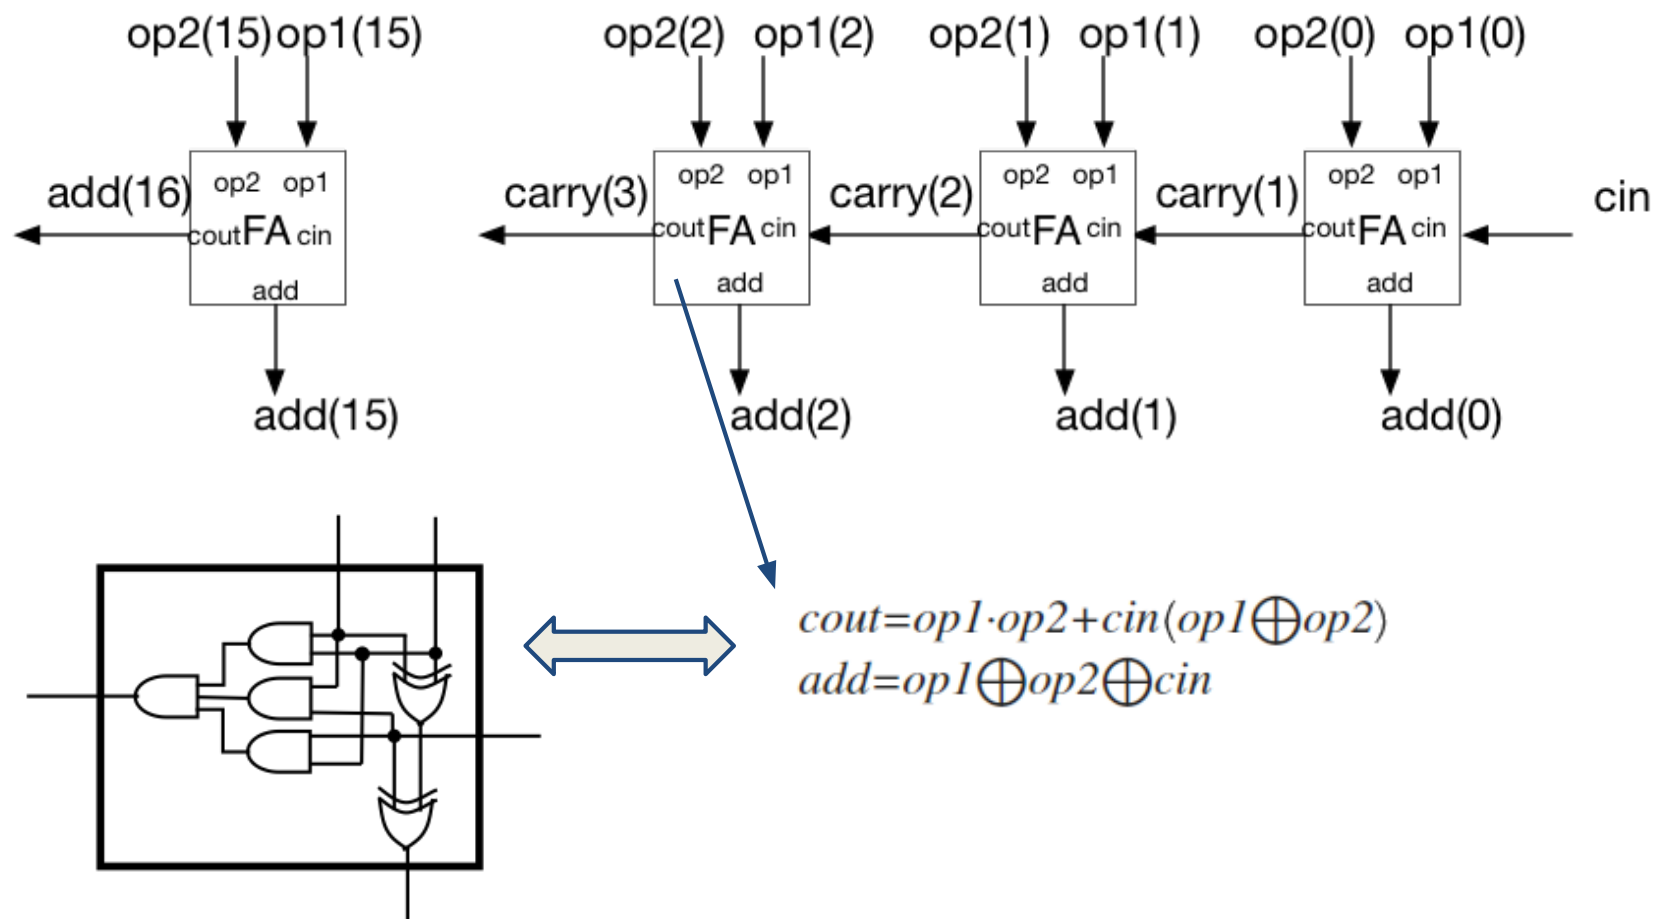 op2(15) op1(15) op2(2) op1(2) op2(1) op1(1) op2(0) op1(0)
add(16) op2 op1 carry(3) op2 op1 carry(2) op2 op1 carry(1) op2 op1 cin
cout FA cin cout FA cin cout FA cin cout FA cin
add add add add
add(15) add(2) add(1) add(0)
cout=op1·op2+cin(op1⨁op2)
add=op1⨁op2⨁cin